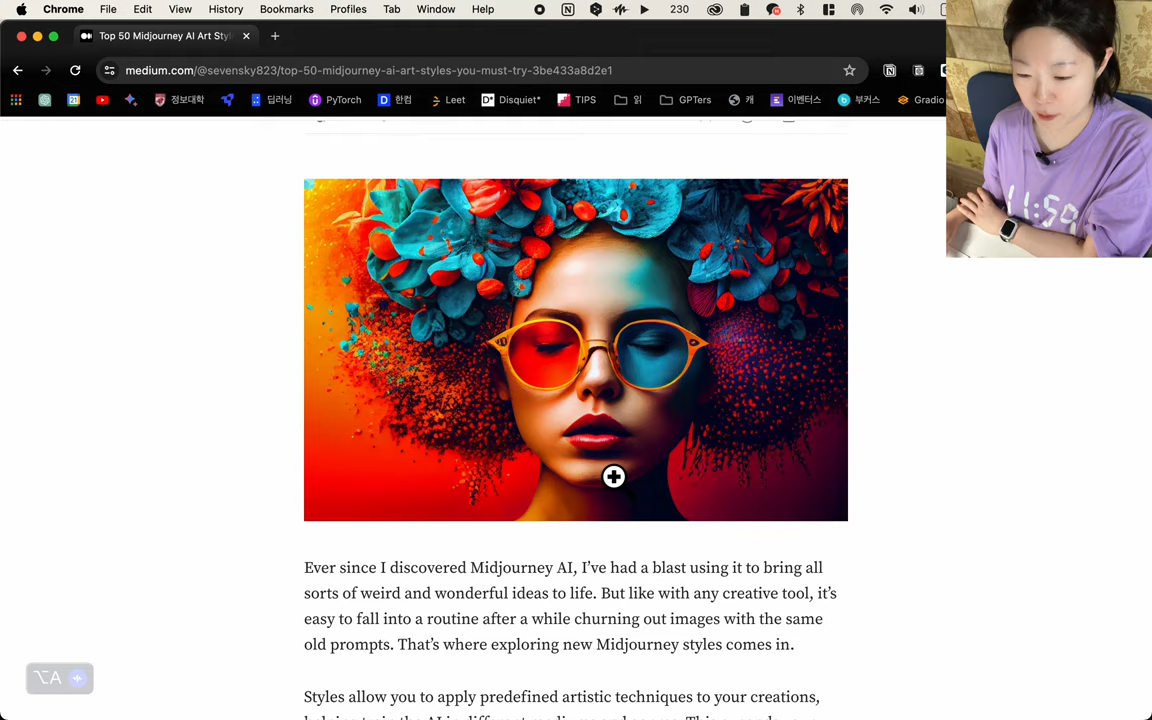 Chrome File Edit View History Bookmarks Profiles Tab Window Help 230
Top 50 Midjourney AI Art Styl
medium.com/@sevensky823/top-50-midjourney-ai-art-styles-you-must-try-3be433a8d2e1
정보대학 딥러닝 PyTorch 한컴 Leet Disquiet* TIPS 읽 GPTers 캐 이벤터스 부커스 Gradio
11:59
Ever since I discovered Midjourney AI, I’ve had a blast using it to bring all
sorts of weird and wonderful ideas to life. But like with any creative tool, it’s
easy to fall into a routine after a while churning out images with the same
old prompts. That’s where exploring new Midjourney styles comes in.
⌥A
Styles allow you to apply predefined artistic techniques to your creations,